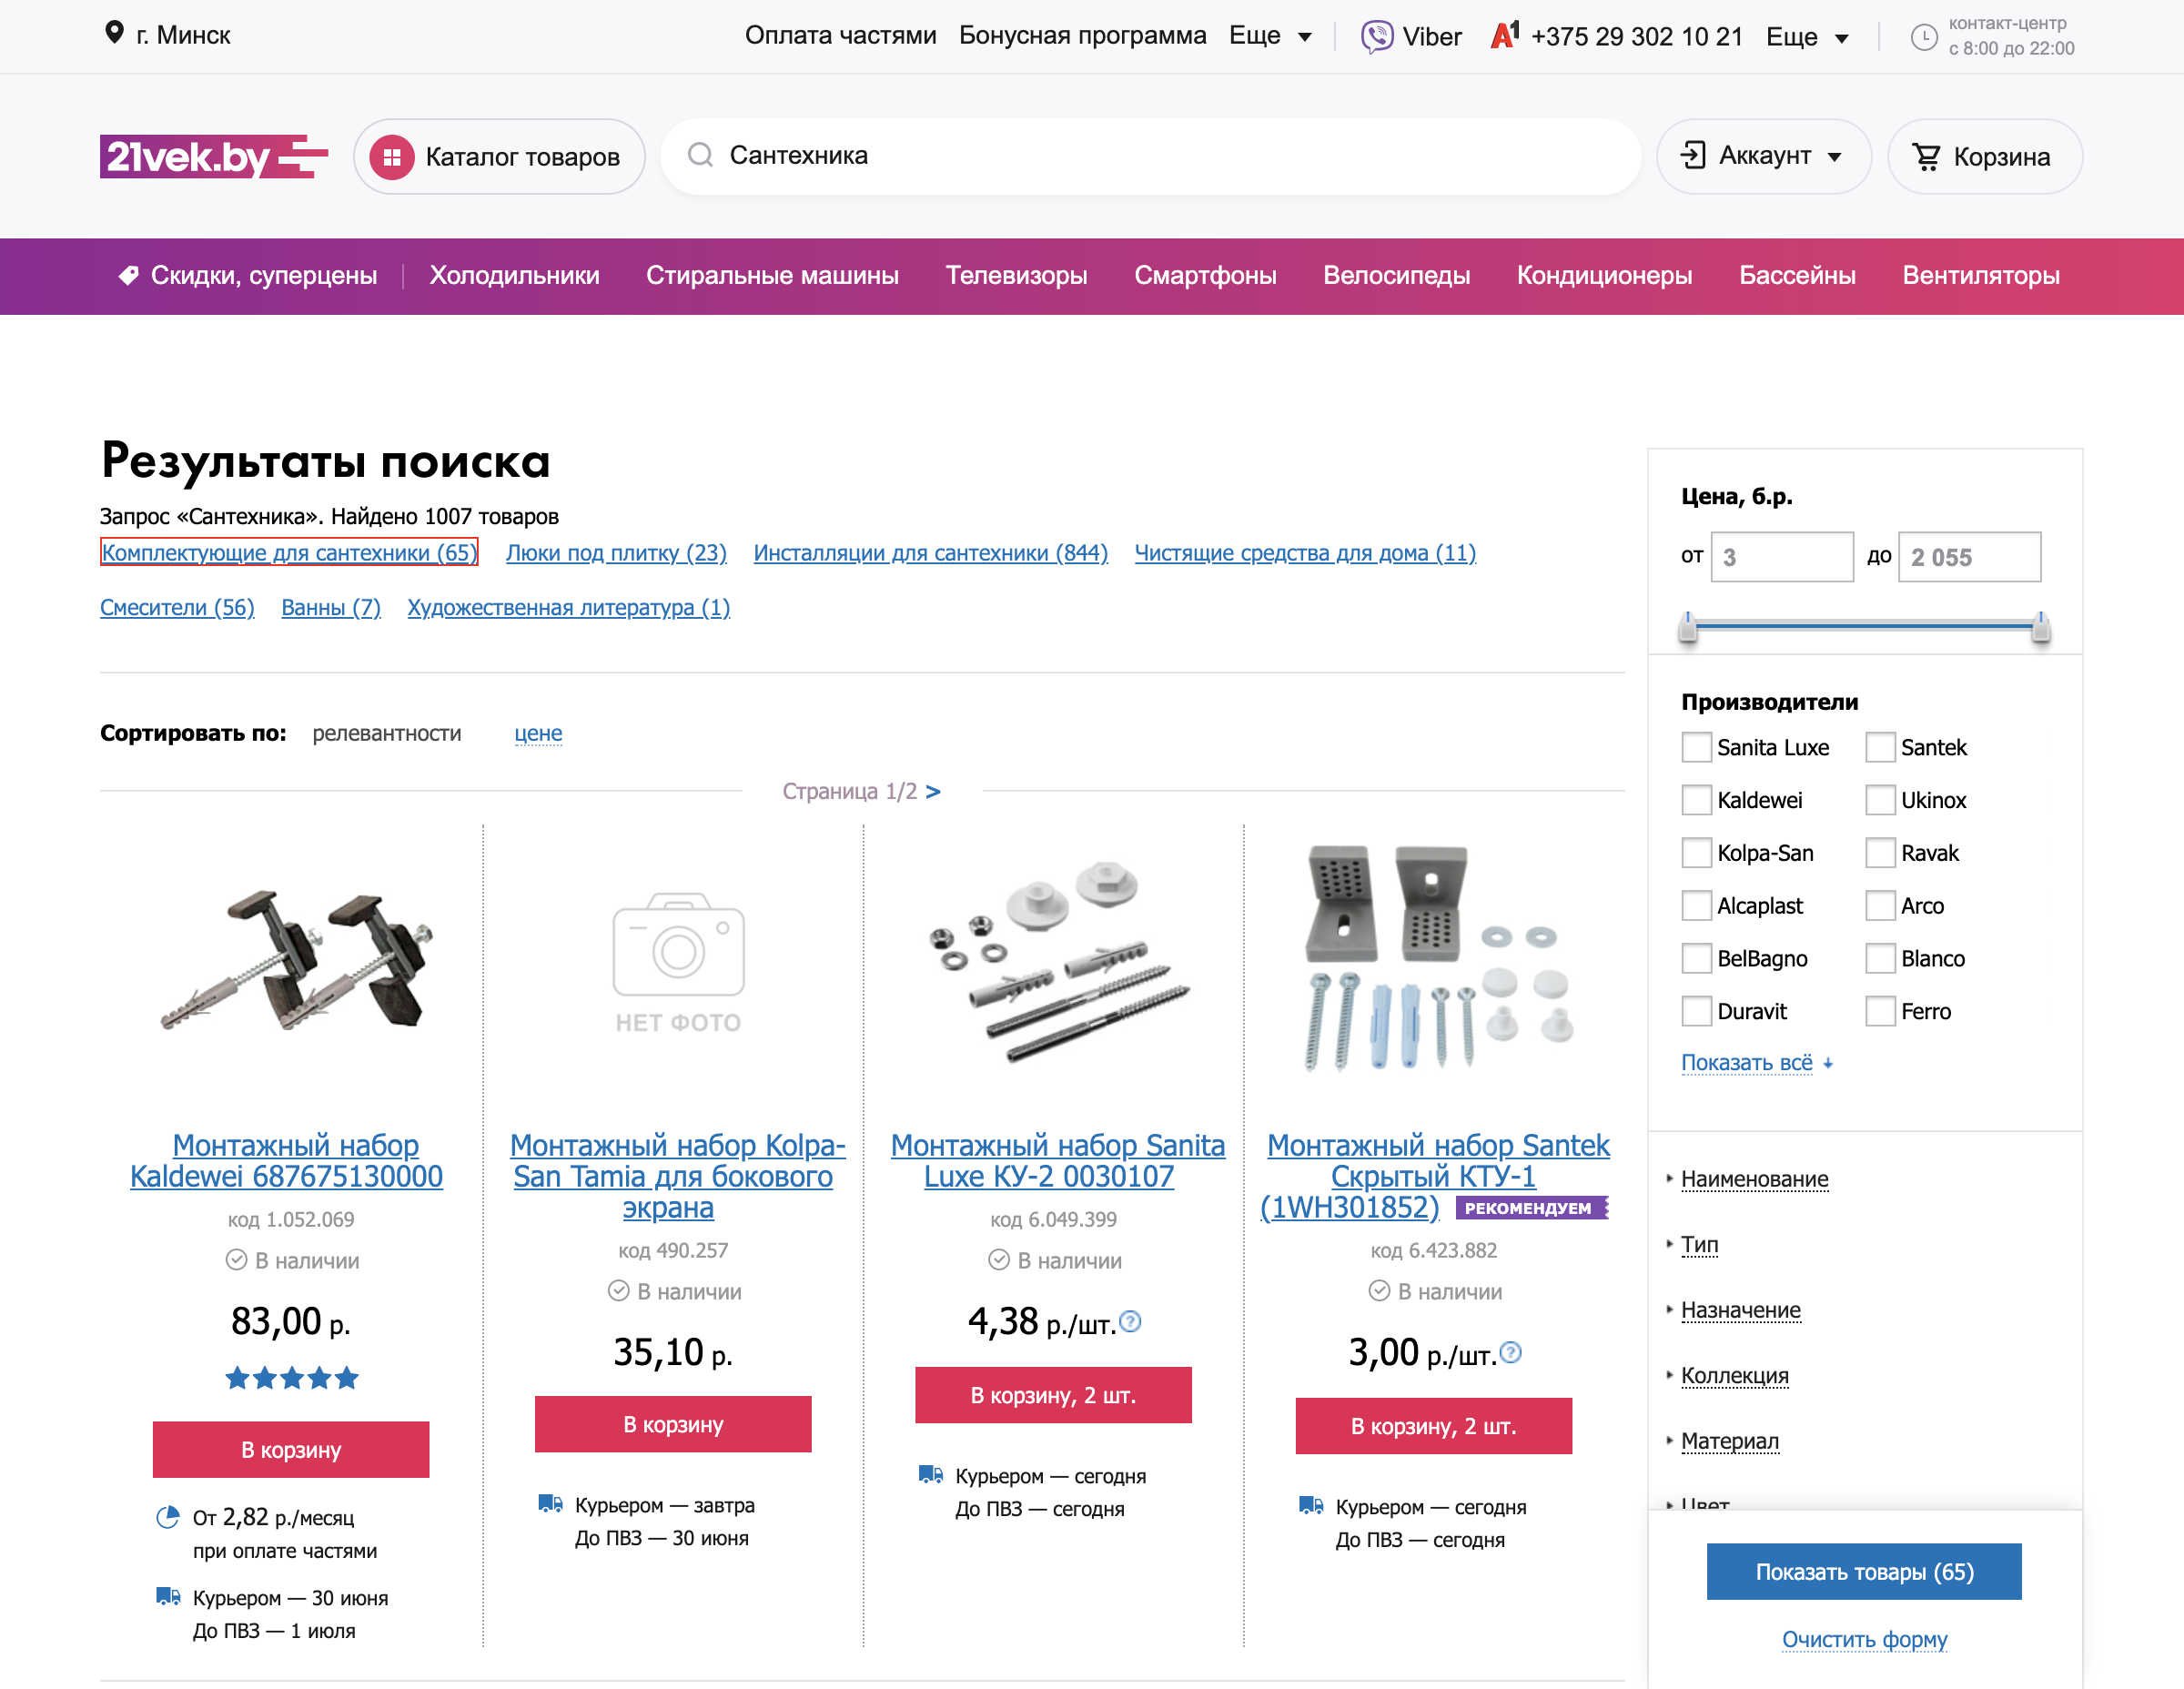 г. Минск
Оплата частями Бонусная программа Еще Viber A1 +375 29 302 10 21 Еще
контакт-центр
с 8:00 до 22:00
21vek.by
Каталог товаров
Сантехника
Аккаунт
Корзина
Скидки, суперцены Холодильники Стиральные машины Телевизоры Смартфоны Велосипеды Кондиционеры Бассейны Вентиляторы
Результаты поиска
Запрос «Сантехника». Найдено 1007 товаров
Комплектующие для сантехники (65) Люки под плитку (23) Инсталляции для сантехники (844) Чистящие средства для дома (11)
Смесители (56) Ванны (7) Художественная литература (1)
Сортировать по: релевантности цене
Страница 1/2 >
Монтажный набор
Kaldewei 687675130000
код 1.052.069
В наличии
83,00 р.
В корзину
От 2,82 р./месяц
при оплате частями
Курьером — 30 июня
До ПВЗ — 1 июля
НЕТ ФОТО
Монтажный набор Kolpa-
San Tamia для бокового
экрана
код 490.257
В наличии
35,10 р.
В корзину
Курьером — завтра
До ПВЗ — 30 июня
Монтажный набор Sanita
Luxe КУ-2 0030107
код 6.049.399
В наличии
4,38 р./шт. ?
В корзину, 2 шт.
Курьером — сегодня
До ПВЗ — сегодня
Монтажный набор Santek
Скрытый КТУ-1
(1WH301852) РЕКОМЕНДУЕМ
код 6.423.882
В наличии
3,00 р./шт. ?
В корзину, 2 шт.
Курьером — сегодня
До ПВЗ — сегодня
Цена, б.р.
от 3 до 2 055
Производители
Sanita Luxe Santek
Kaldewei Ukinox
Kolpa-San Ravak
Alcaplast Arco
BelBagno Blanco
Duravit Ferro
Показать всё
Наименование
Тип
Назначение
Коллекция
Материал
Цвет
Показать товары (65)
Очистить форму